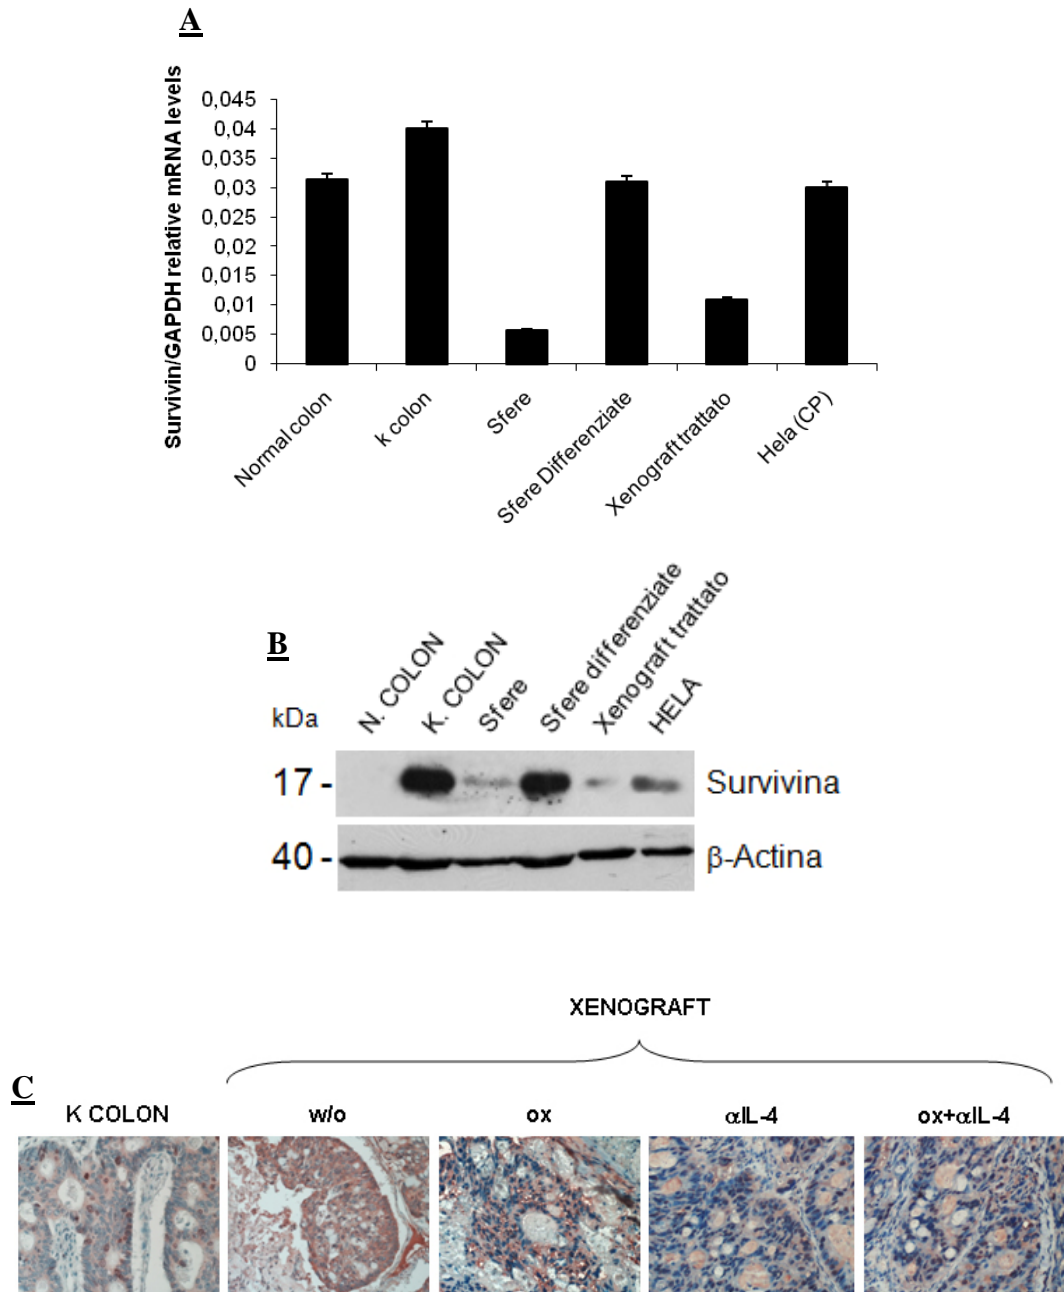 A
Survivin/GAPDH relative mRNA levels
0,045
0,04
0,035
0,03
0,025
0,02
0,015
0,01
0,005
0
Normal colon
k colon
Sfere
Sfere Differenziate
Xenograft trattato
Hela (CP)
B
kDa
N. COLON
K. COLON
Sfere
Sfere differenziate
Xenograft trattato
HELA
17 -
Survivina
40 -
β-Actina
XENOGRAFT
C
K COLON
w/o
ox
αIL-4
ox+αIL-4